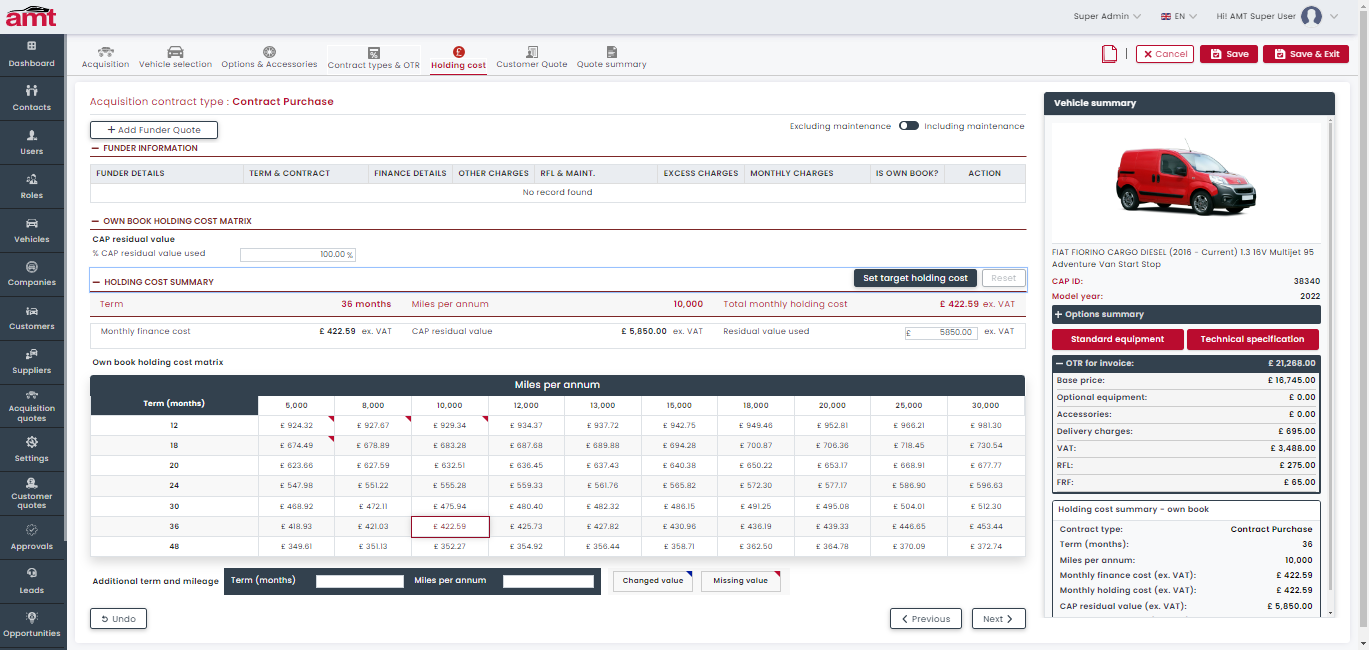 amt
Super Admin
EN
Hi! AMT Super User
Dashboard
Contacts
Users
Roles
Vehicles
Companies
Customers
Suppliers
Acquisition quotes
Settings
Customer quotes
Approvals
Leads
Opportunities
Acquisition Vehicle selection Options & Accessories Contract types & OTR Holding cost Customer Quote Quote summary
Cancel Save Save & Exit
Acquisition contract type : Contract Purchase
+ Add Funder Quote
Excluding maintenance Including maintenance
FUNDER INFORMATION
FUNDER DETAILS TERM & CONTRACT FINANCE DETAILS OTHER CHARGES RFL & MAINT. EXCESS CHARGES MONTHLY CHARGES IS OWN BOOK? ACTION
No record found
OWN BOOK HOLDING COST MATRIX
CAP residual value
% CAP residual value used 100.00 %
HOLDING COST SUMMARY
Set target holding cost Reset
Term 36 months Miles per annum 10,000 Total monthly holding cost £ 422.59 ex. VAT
Monthly finance cost £ 422.59 ex. VAT CAP residual value £ 5,850.00 ex. VAT Residual value used £ 5850.00 ex. VAT
Own book holding cost matrix
Miles per annum
Term (months) 5,000 8,000 10,000 12,000 13,000 15,000 18,000 20,000 25,000 30,000
12 £ 924.32 £ 927.67 £ 929.34 £ 934.37 £ 937.72 £ 942.75 £ 949.46 £ 952.81 £ 966.21 £ 981.30
18 £ 674.49 £ 678.89 £ 683.28 £ 687.68 £ 689.88 £ 694.28 £ 700.87 £ 706.36 £ 718.45 £ 730.54
20 £ 623.66 £ 627.59 £ 632.51 £ 636.45 £ 637.43 £ 640.38 £ 650.22 £ 653.17 £ 668.91 £ 677.77
24 £ 547.98 £ 551.22 £ 555.28 £ 559.33 £ 561.76 £ 565.82 £ 572.30 £ 577.17 £ 586.90 £ 596.63
30 £ 468.92 £ 472.11 £ 475.94 £ 480.40 £ 482.32 £ 486.15 £ 491.25 £ 495.08 £ 504.01 £ 512.30
36 £ 418.93 £ 421.03 £ 422.59 £ 425.73 £ 427.82 £ 430.96 £ 436.19 £ 439.33 £ 446.65 £ 453.44
48 £ 349.61 £ 351.13 £ 352.27 £ 354.92 £ 356.44 £ 358.71 £ 362.50 £ 364.78 £ 370.09 £ 372.74
Additional term and mileage Term (months) Miles per annum Changed value Missing value
Undo Previous Next
Vehicle summary
FIAT FIORINO CARGO DIESEL (2016 - Current) 1.3 16V Multijet 95
Adventure Van Start Stop
CAP ID: 38340
Model year: 2022
+ Options summary
Standard equipment Technical specification
OTR for invoice: £ 21,268.00
Base price: £ 16,745.00
Optional equipment: £ 0.00
Accessories: £ 0.00
Delivery charges: £ 695.00
VAT: £ 3,488.00
RFL: £ 275.00
FRF: £ 65.00
Holding cost summary - own book
Contract type: Contract Purchase
Term (months): 36
Miles per annum: 10,000
Monthly finance cost (ex. VAT): £ 422.59
Monthly holding cost (ex. VAT): £ 422.59
CAP residual value (ex. VAT): £ 5,850.00